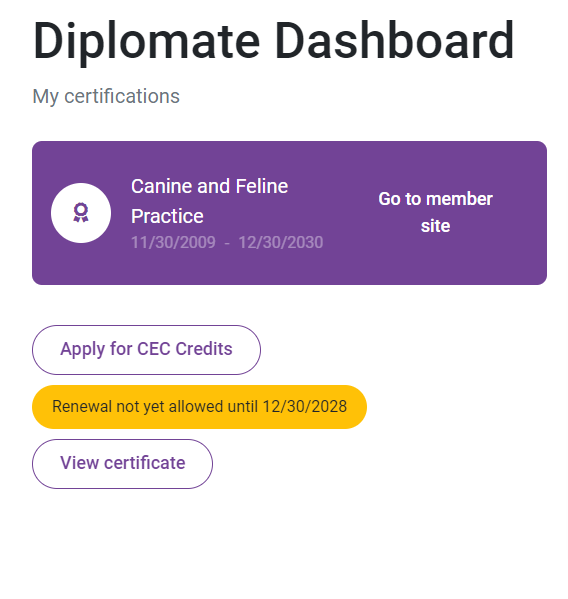 Diplomate Dashboard
My certifications
Canine and Feline
Practice
11/30/2009 - 12/30/2030
Go to member
site
Apply for CEC Credits
Renewal not yet allowed until 12/30/2028
View certificate